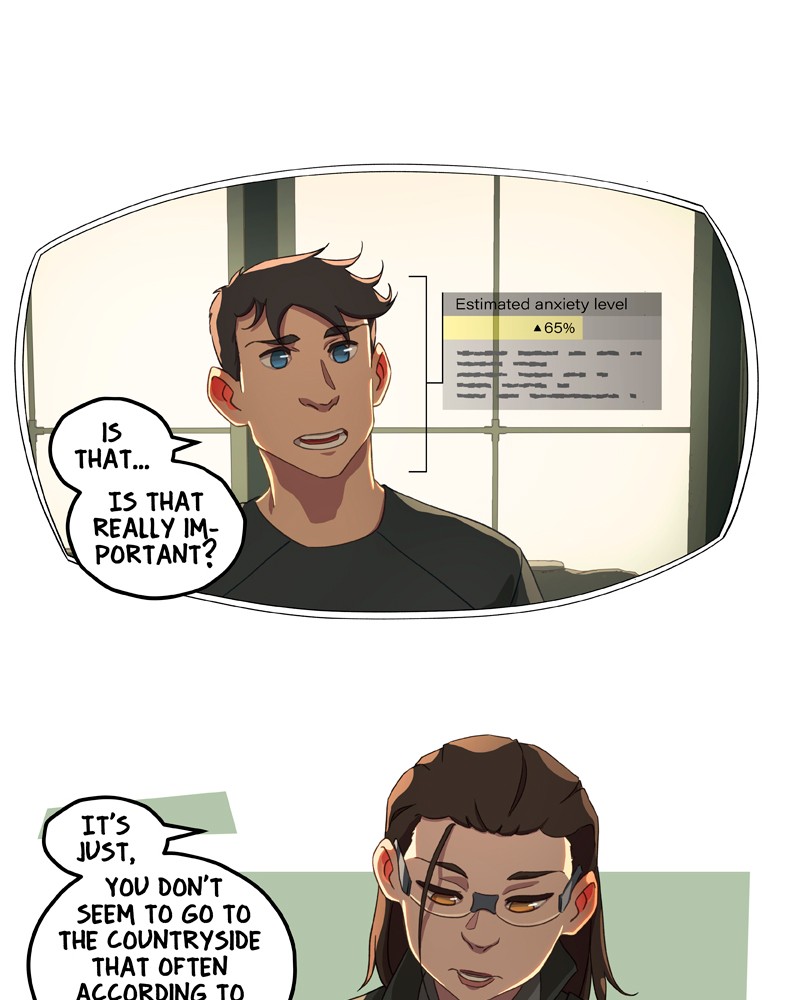 Estimated anxiety level
▲65%
IS
THAT...
IS THAT
REALLY IM-
PORTANT?
IT'S
JUST,
YOU DON'T
SEEM TO GO TO
THE COUNTRYSIDE
THAT OFTEN
ACCORDING TO